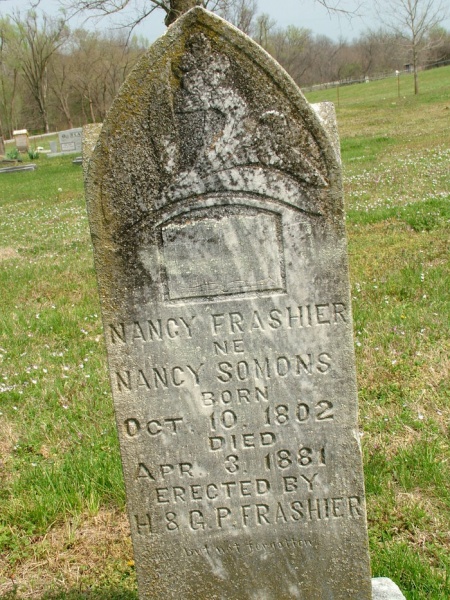 NANCY FRASHIER
NE
NANCY SOMONS
BORN
OCT. 10. 1802
DIED
APR. 3. 1881
ERECTED BY
H. & G. P. FRASHIER